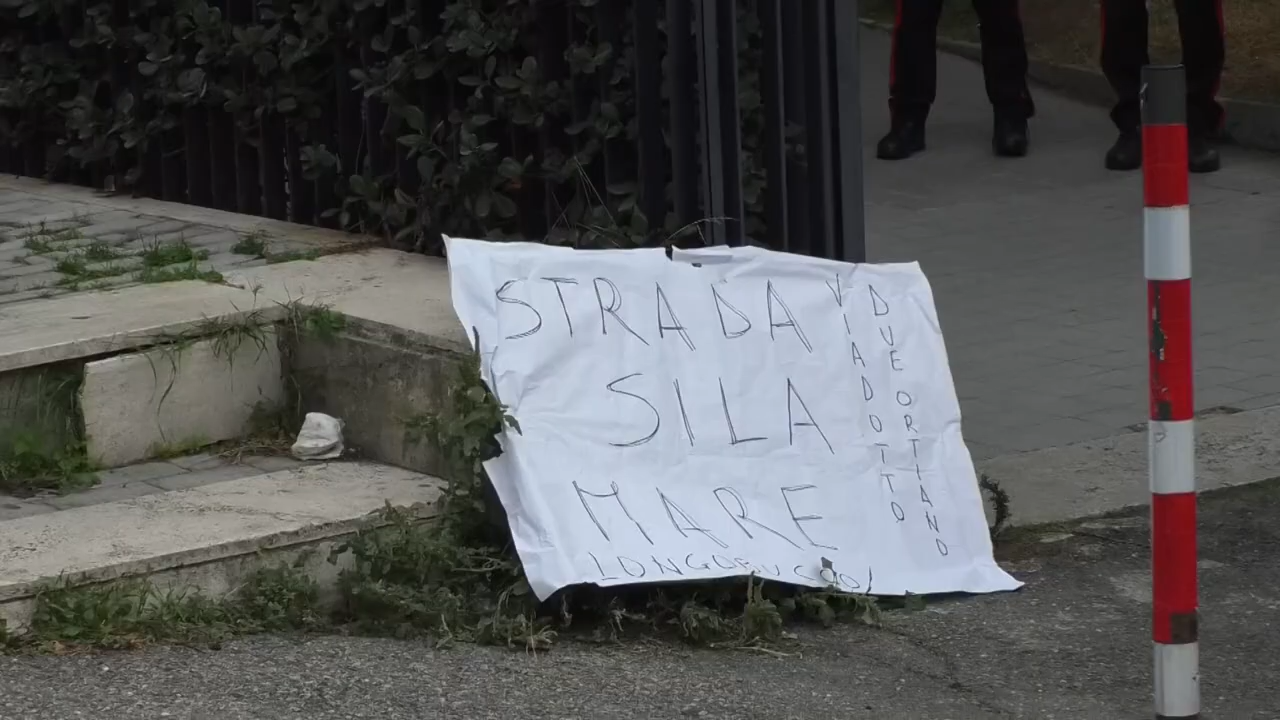 STRADA
SILA
MARE
LONGOBUCCO!
VIADOTTO
DUE ORTIANO